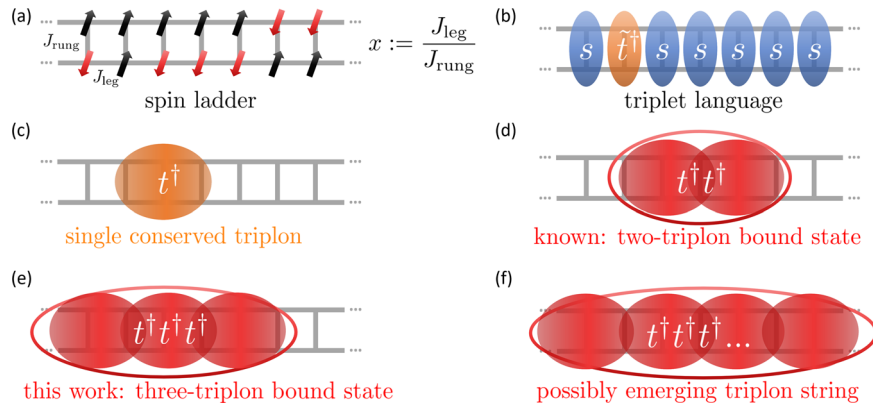 (a)
J_rung
J_leg
x := J_leg / J_rung
spin ladder
(b)
s t̃† s s s s s
triplet language
(c)
t†
single conserved triplon
(d)
t†t†
known: two-triplon bound state
(e)
t†t†t†
this work: three-triplon bound state
(f)
t†t†t†...
possibly emerging triplon string